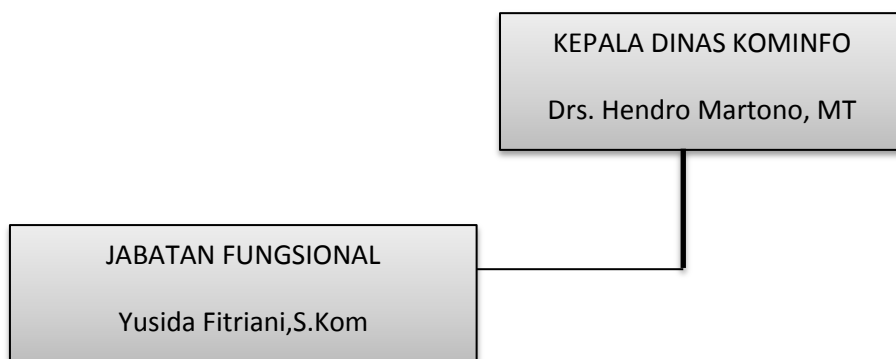 KEPALA DINAS KOMINFO
Drs. Hendro Martono, MT
JABATAN FUNGSIONAL
Yusida Fitriani,S.Kom